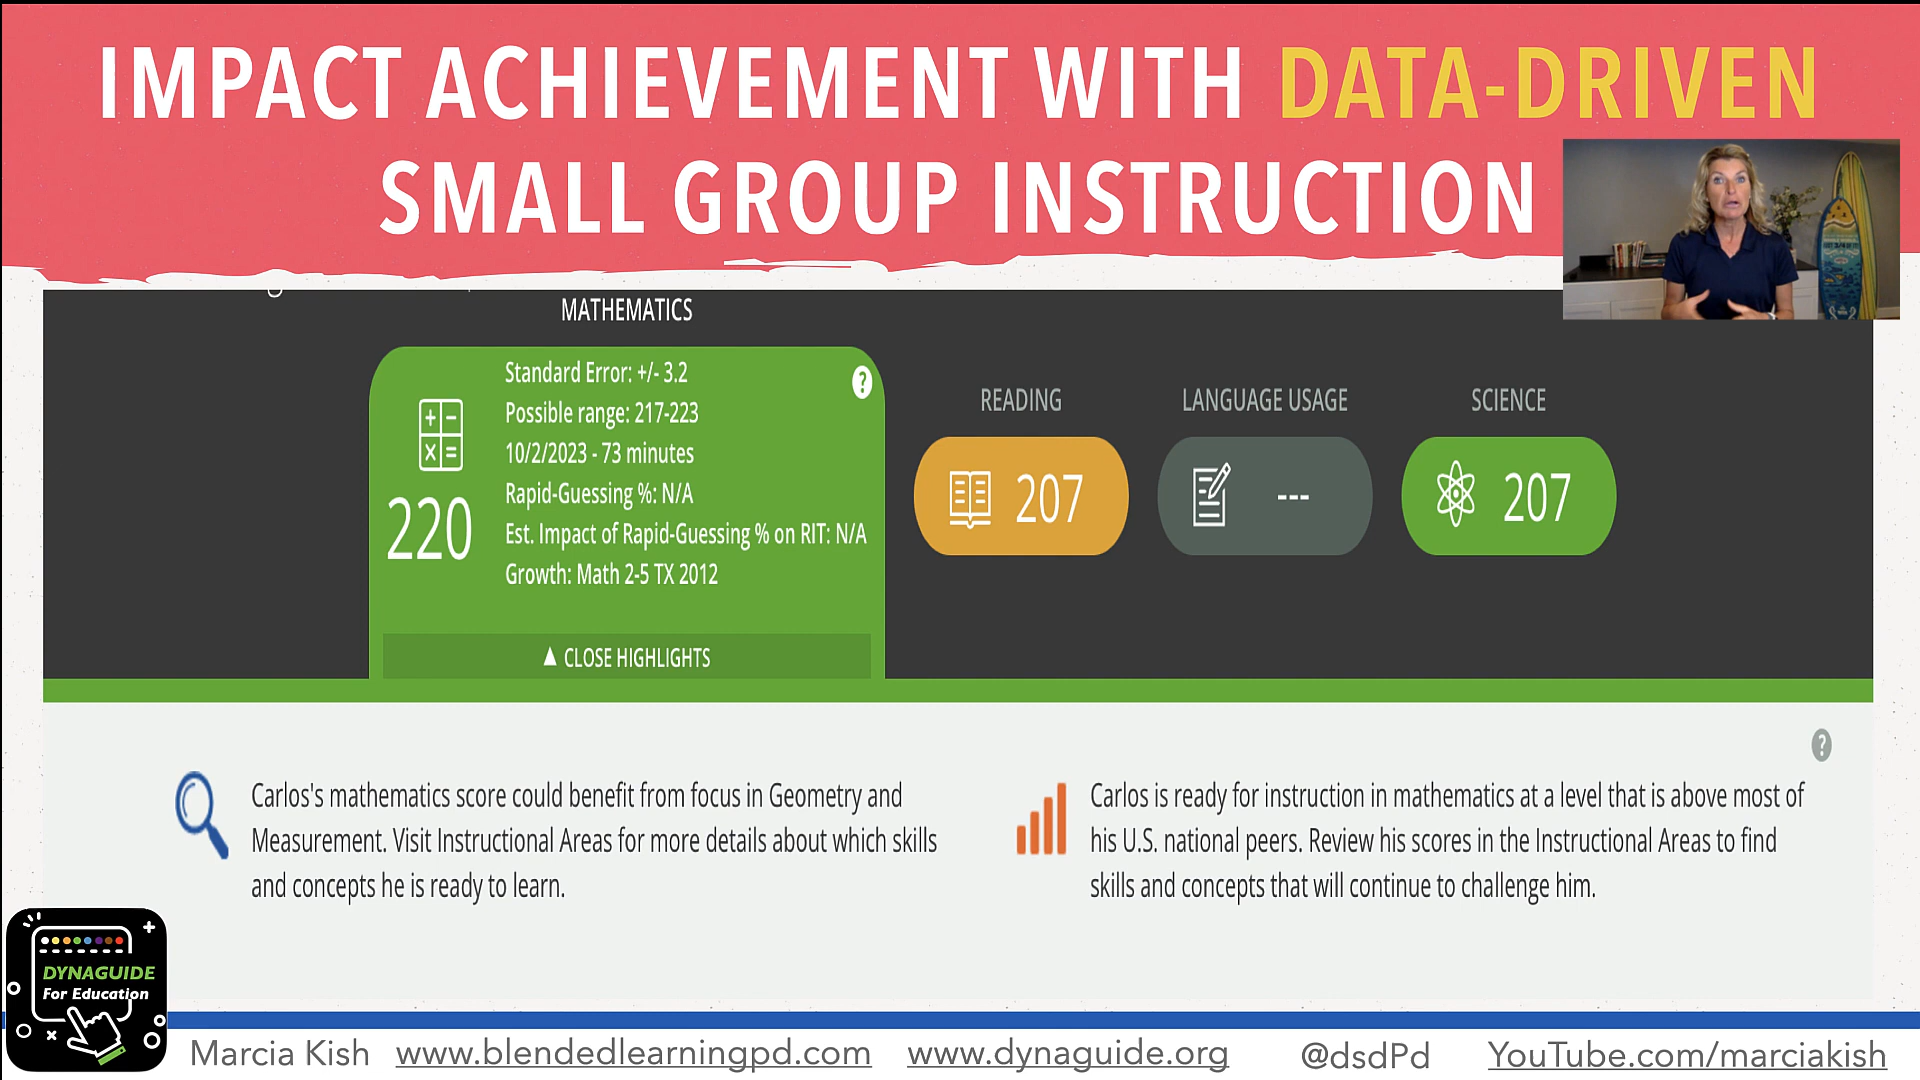 IMPACT ACHIEVEMENT WITH DATA-DRIVEN
SMALL GROUP INSTRUCTION
MATHEMATICS
220
Standard Error: +/- 3.2
Possible range: 217-223
10/2/2023 - 73 minutes
Rapid-Guessing %: N/A
Est. Impact of Rapid-Guessing % on RIT: N/A
Growth: Math 2-5 TX 2012
?
▲ CLOSE HIGHLIGHTS
READING
207
LANGUAGE USAGE
---
SCIENCE
207
?
Carlos's mathematics score could benefit from focus in Geometry and
Measurement. Visit Instructional Areas for more details about which skills
and concepts he is ready to learn.
Carlos is ready for instruction in mathematics at a level that is above most of
his U.S. national peers. Review his scores in the Instructional Areas to find
skills and concepts that will continue to challenge him.
DYNAGUIDE
For Education
Marcia Kish www.blendedlearningpd.com www.dynaguide.org @dsdPd YouTube.com/marciakish